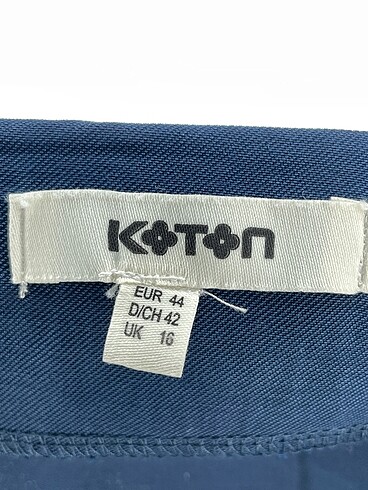 KOTON
EUR 44
D/CH 42
UK 16